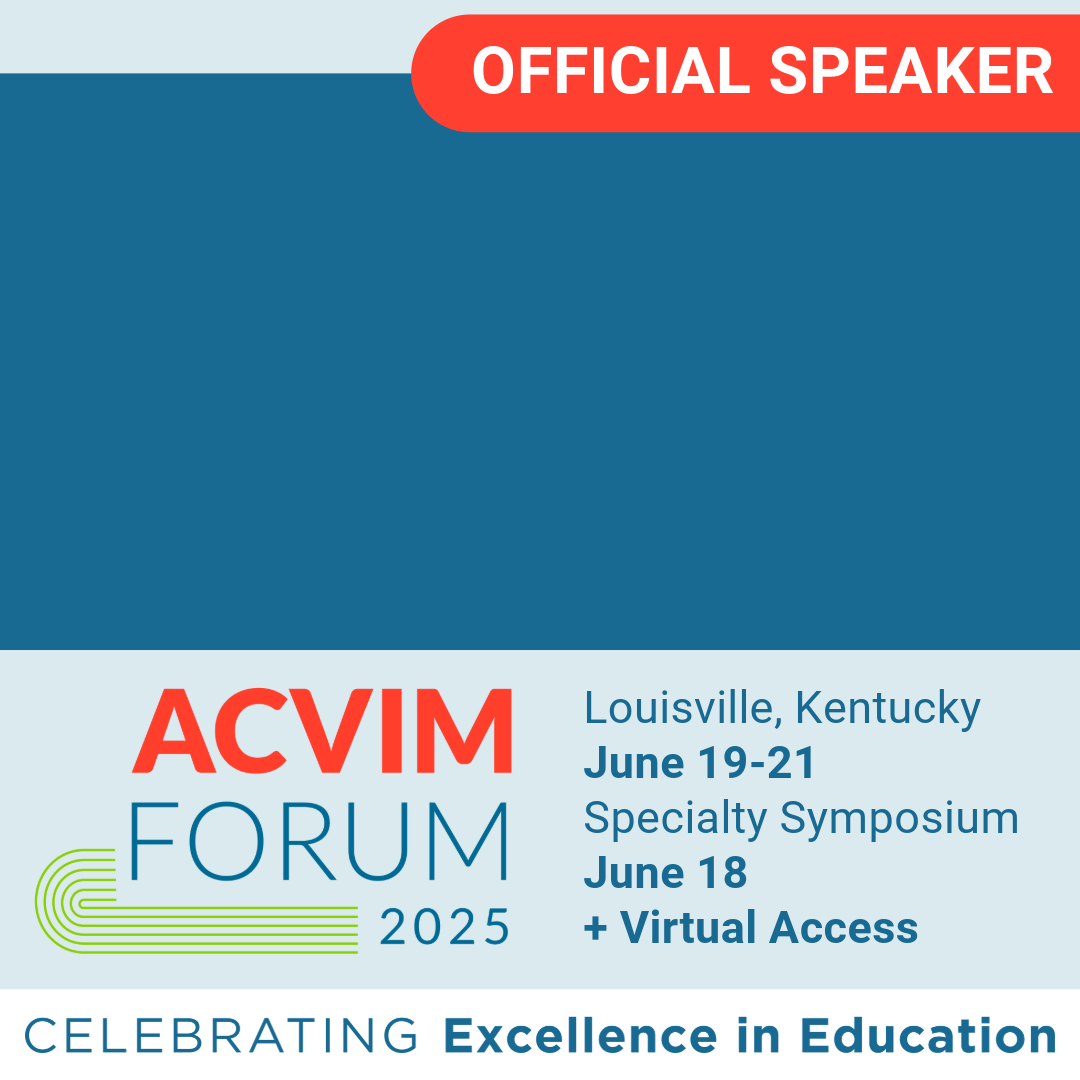 OFFICIAL SPEAKER
ACVIM
FORUM
2025
Louisville, Kentucky
June 19-21
Specialty Symposium
June 18
+ Virtual Access
CELEBRATING Excellence in Education